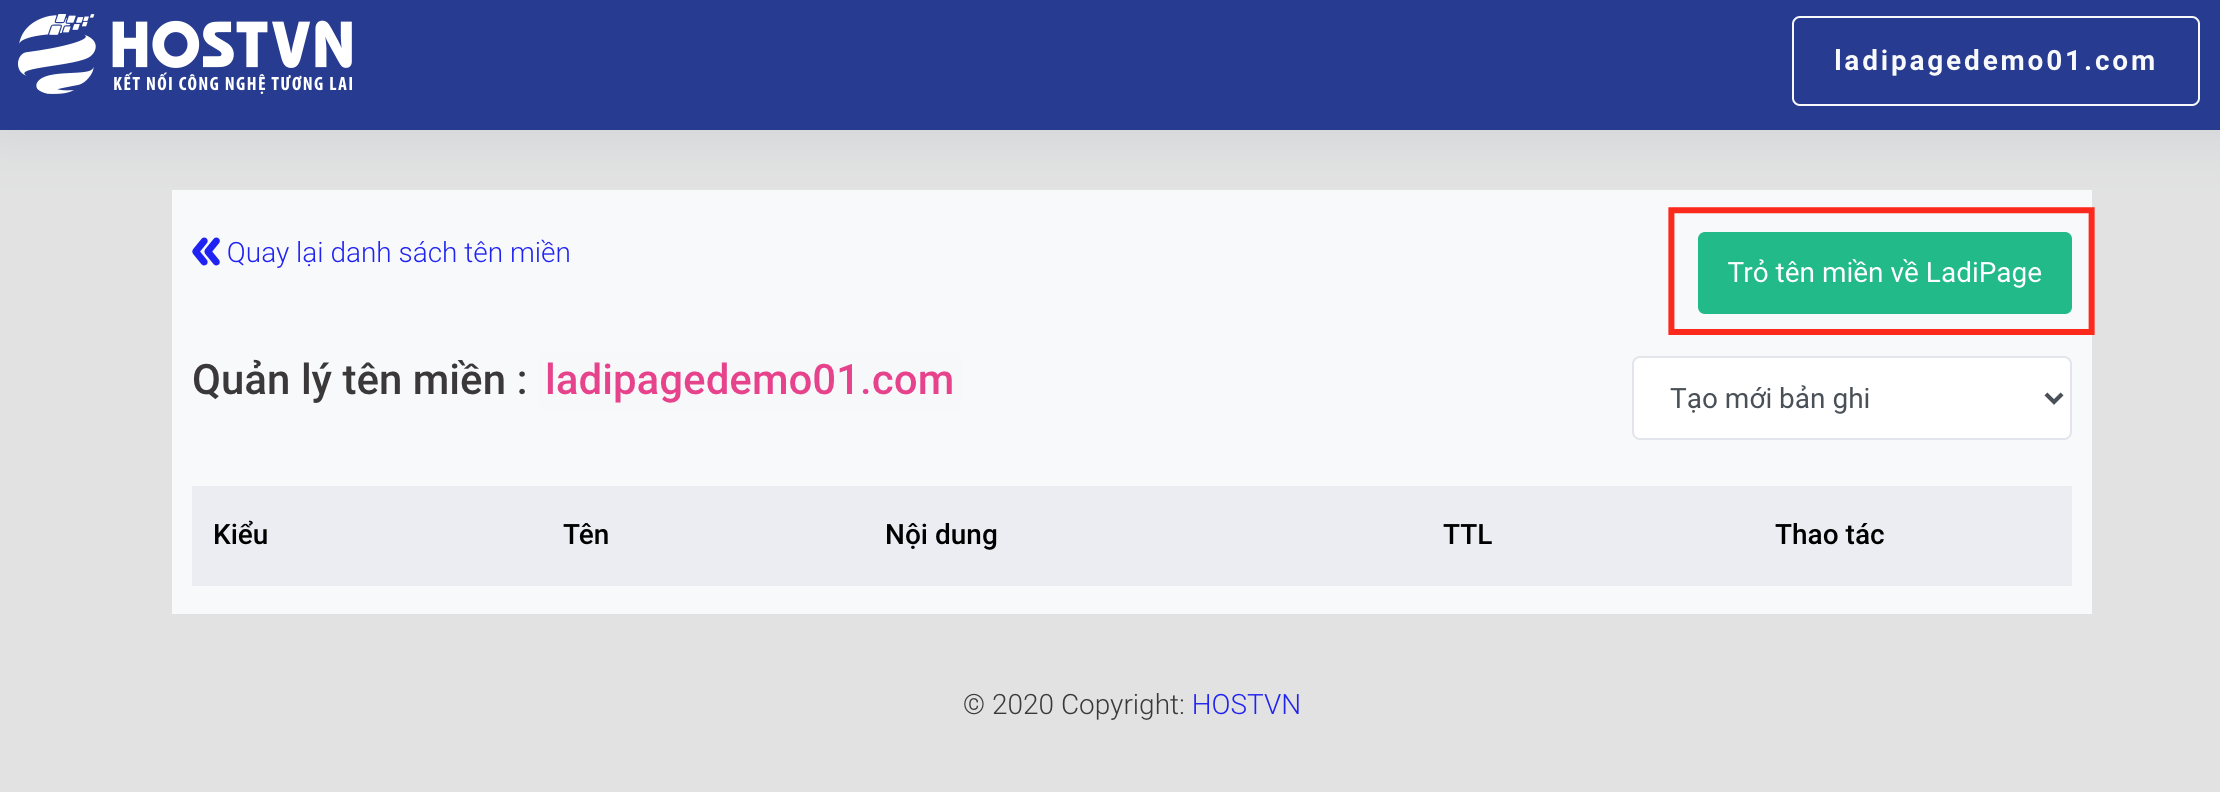 HOSTVN
KẾT NỐI CÔNG NGHỆ TƯƠNG LAI
ladipagedemo01.com
Quay lại danh sách tên miền
Trỏ tên miền về LadiPage
Quản lý tên miền : ladipagedemo01.com
Tạo mới bản ghi
Kiểu Tên Nội dung TTL Thao tác
© 2020 Copyright: HOSTVN